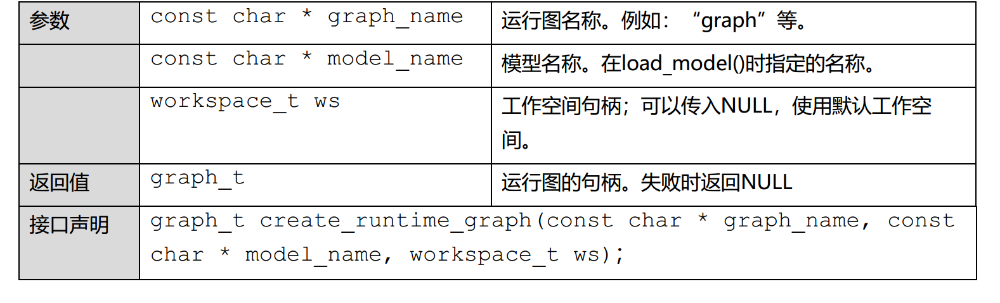 参数 const char * graph_name 运行图名称。例如：“graph”等。
const char * model_name 模型名称。在load_model()时指定的名称。
workspace_t ws 工作空间句柄；可以传入NULL，使用默认工作空
间。
返回值 graph_t 运行图的句柄。失败时返回NULL
接口声明 graph_t create_runtime_graph(const char * graph_name, const
char * model_name, workspace_t ws);